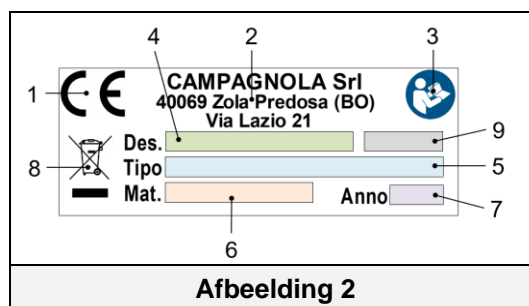 4 2 3
1 CE CAMPAGNOLA Srl
40069 Zola Predosa (BO)
Via Lazio 21
Des. 9
8 Tipo 5
Mat. Anno 7
6
Afbeelding 2